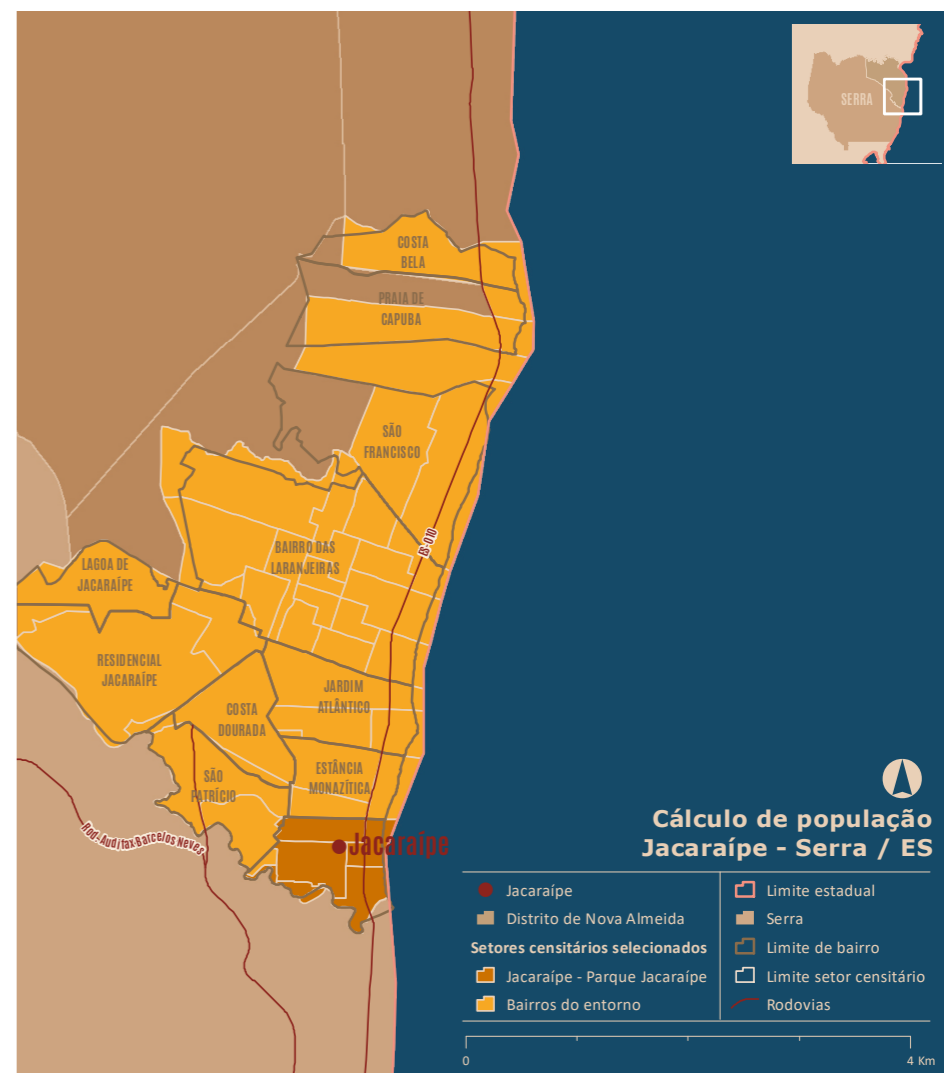 SERRA
COSTA
BELA
PRAIA DE
CAPUBA
SÃO
FRANCISCO
ES-010
BAIRRO DAS
LARANJEIRAS
LAGOA DE
JACARAÍPE
RESIDENCIAL
JACARAÍPE
JARDIM
ATLÂNTICO
COSTA
DOURADA
ESTÂNCIA
MONAZÍTICA
SÃO
PATRÍCIO
Rod. Audifax Barcelos Neves
Jacaraípe
Cálculo de população
Jacaraípe - Serra / ES
Jacaraípe
Distrito de Nova Almeida
Setores censitários selecionados
Jacaraípe - Parque Jacaraípe
Bairros do entorno
Limite estadual
Serra
Limite de bairro
Limite setor censitário
Rodovias
0
4 Km